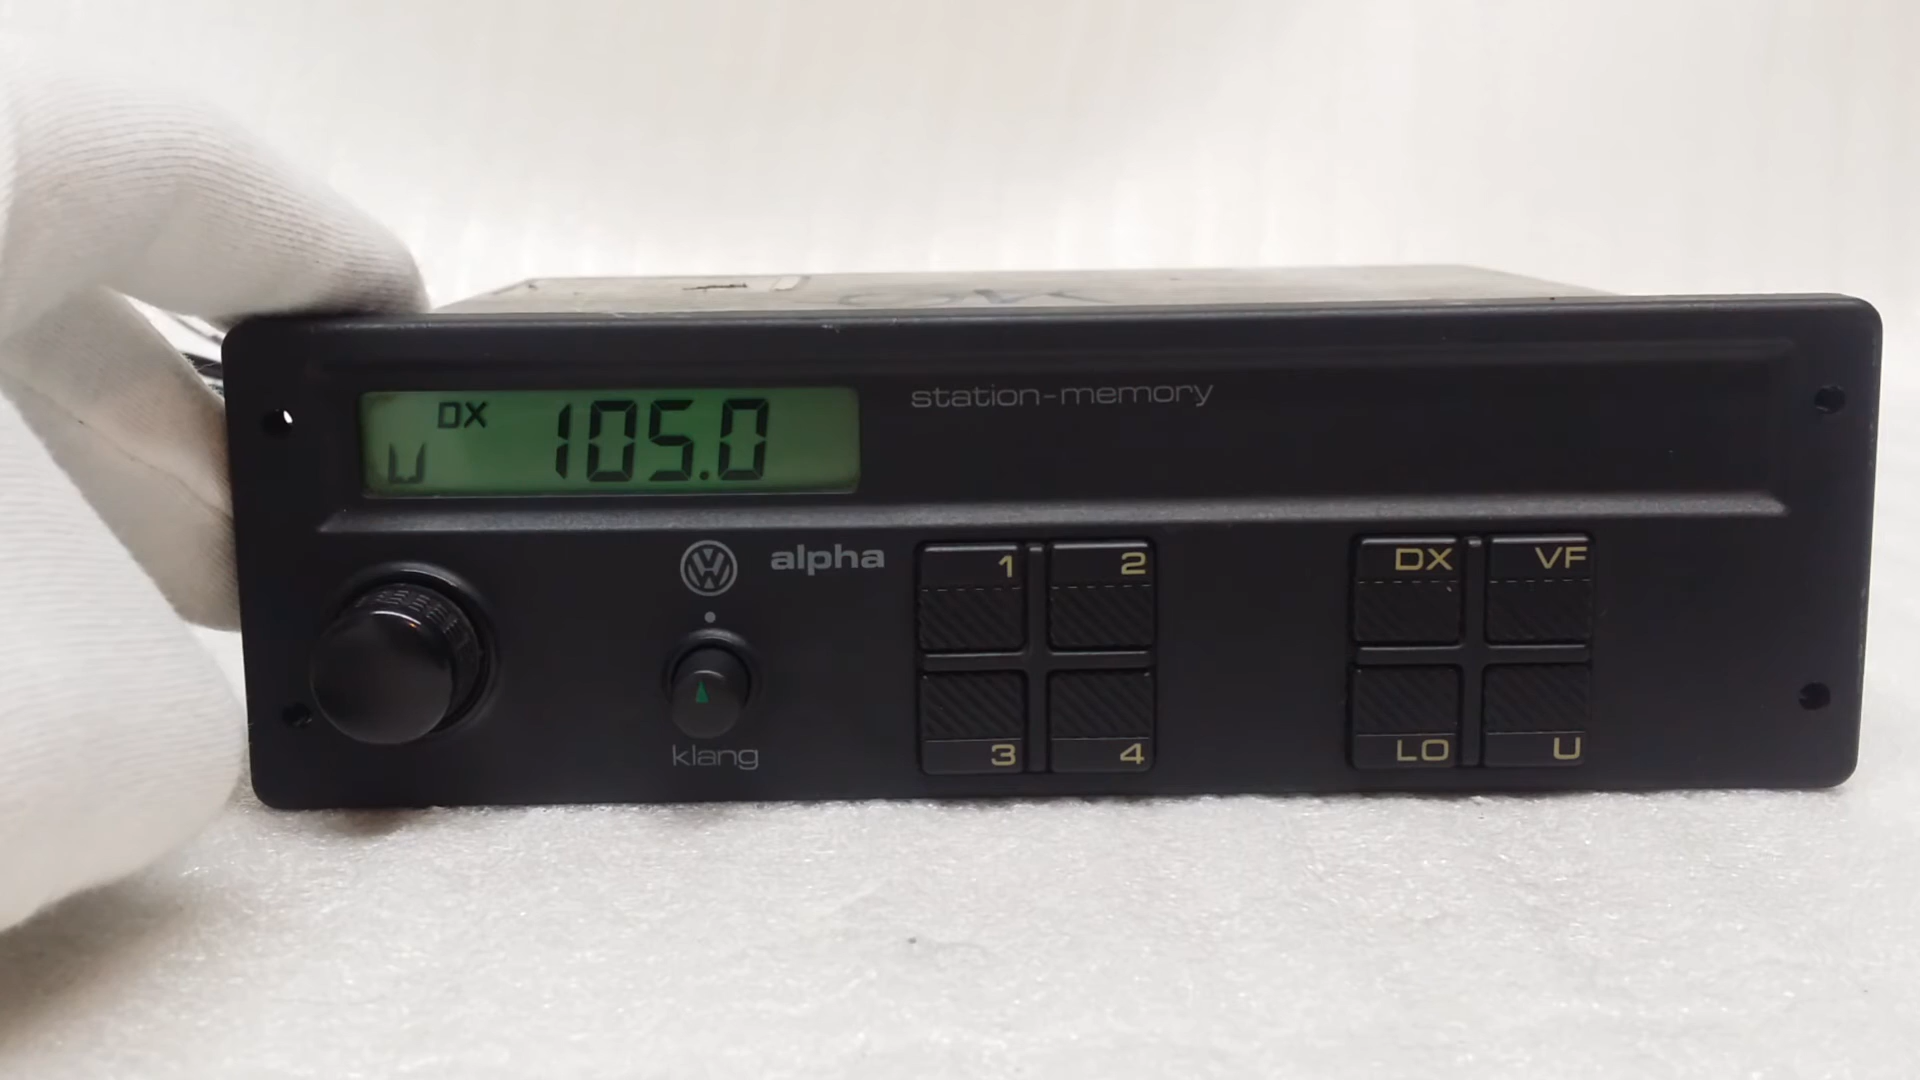 station-memory
DX
U 105.0
alpha
1 2
3 4
DX VF
LO U
klang